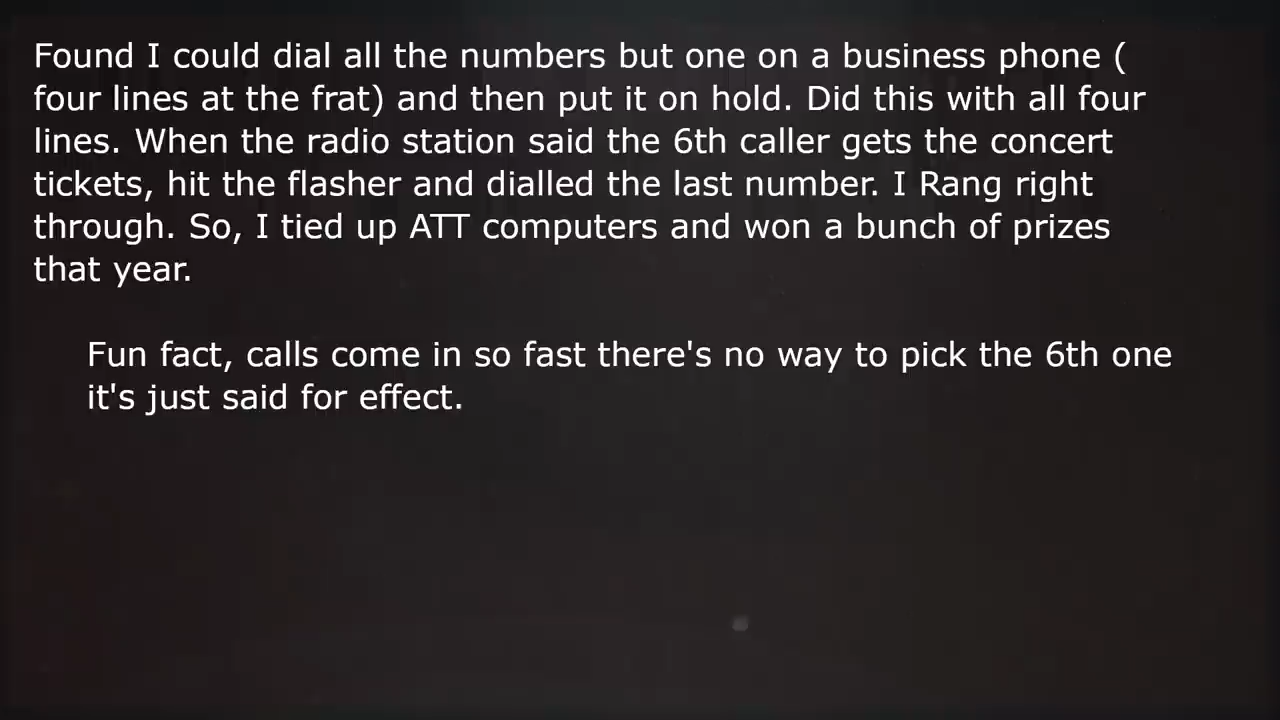 Found I could dial all the numbers but one on a business phone (
four lines at the frat) and then put it on hold. Did this with all four
lines. When the radio station said the 6th caller gets the concert
tickets, hit the flasher and dialled the last number. I Rang right
through. So, I tied up ATT computers and won a bunch of prizes
that year.
Fun fact, calls come in so fast there's no way to pick the 6th one
it's just said for effect.